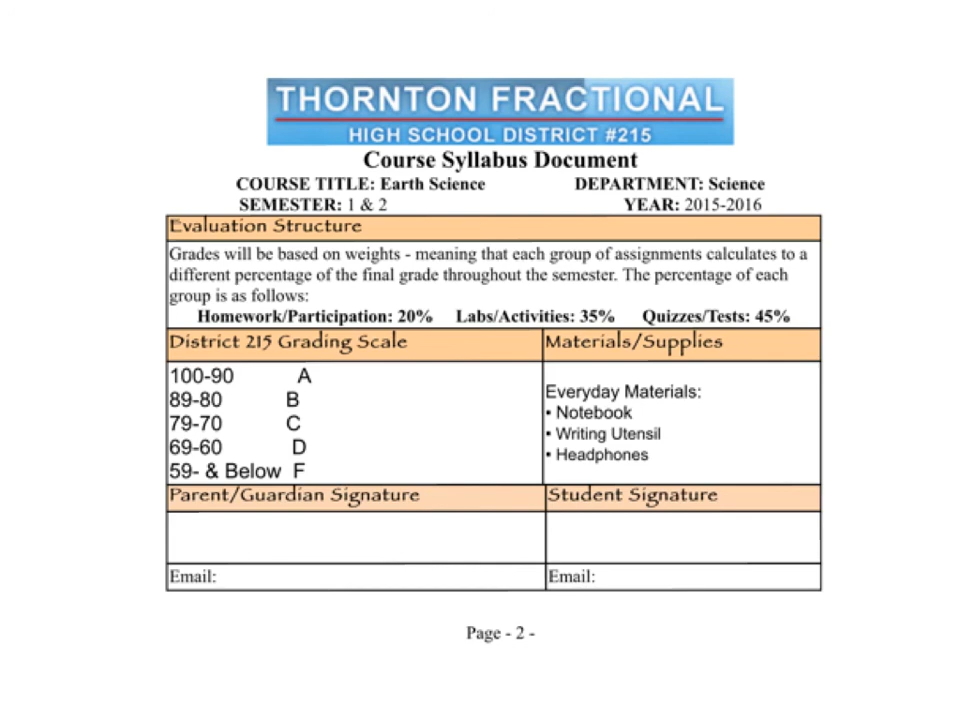 THORNTON FRACTIONAL
HIGH SCHOOL DISTRICT #215
Course Syllabus Document
COURSE TITLE: Earth Science DEPARTMENT: Science
SEMESTER: 1 & 2 YEAR: 2015-2016
Evaluation Structure
Grades will be based on weights - meaning that each group of assignments calculates to a
different percentage of the final grade throughout the semester. The percentage of each
group is as follows:
Homework/Participation: 20% Labs/Activities: 35% Quizzes/Tests: 45%
District 215 Grading Scale
100-90 A
89-80 B
79-70 C
69-60 D
59- & Below F
Materials/Supplies
Everyday Materials:
• Notebook
• Writing Utensil
• Headphones
Parent/Guardian Signature
Email:
Student Signature
Email:
Page - 2 -